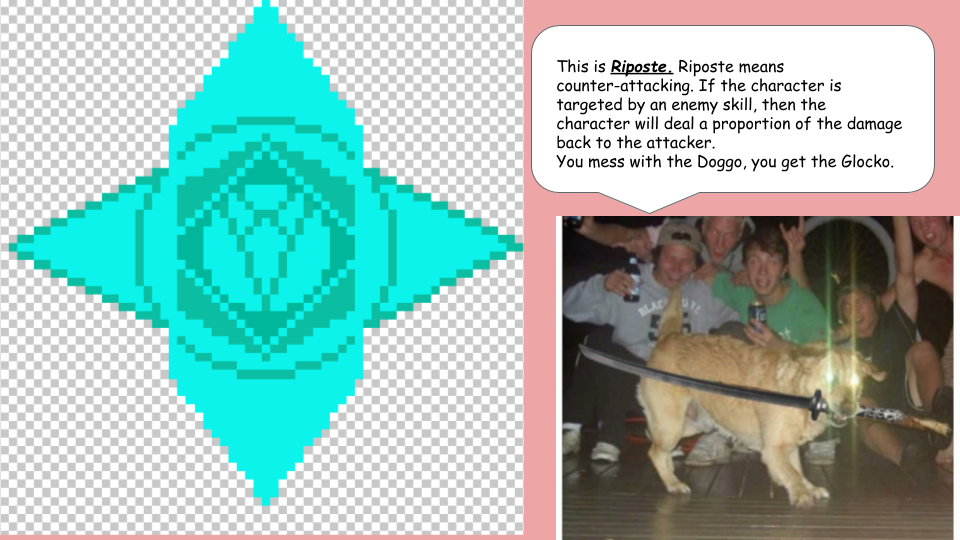 This is Riposte. Riposte means
counter-attacking. If the character is
targeted by an enemy skill, then the
character will deal a proportion of the damage
back to the attacker.
You mess with the Doggo, you get the Glocko.